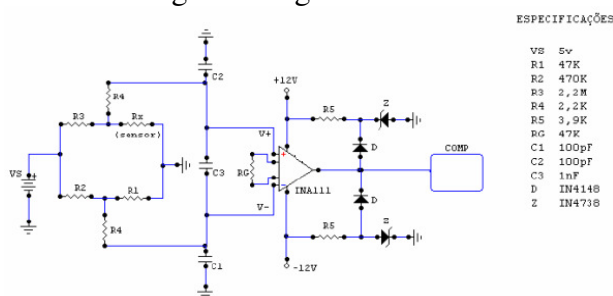 ESPECIFICAÇÕES
VS 5v
R1 47K
R2 470K
R3 2,2M
R4 2,2K
R5 3,9K
RG 47K
C1 100pF
C2 100pF
C3 1nF
D IN4148
Z IN4738
C2
+12V
R4
R5
Z
R3
Rx
(sensor)
V+
D
COMP
VS
+
C3
RG
+
INA111
R2
R1
V-
D
R4
R5
Z
C1
-12V